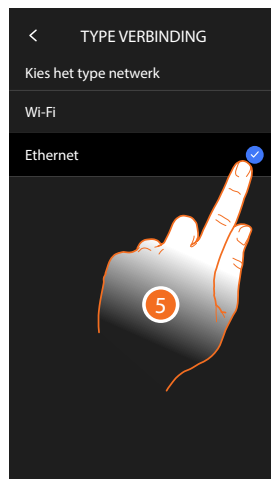 TYPE VERBINDING
Kies het type netwerk
Wi-Fi
Ethernet
5